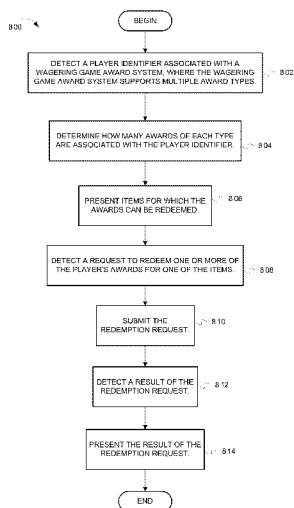 800
BEGIN
DETECT A PLAYER IDENTIFIER ASSOCIATED WITH A
WAGERING GAME AWARD SYSTEM, WHERE THE WAGERING
GAME AWARD SYSTEM SUPPORTS MULTIPLE AWARD TYPES.
802
DETERMINE HOW MANY AWARDS OF EACH TYPE
ARE ASSOCIATED WITH THE PLAYER IDENTIFIER.
804
PRESENT ITEMS FOR WHICH THE
AWARDS CAN BE REDEEMED.
806
DETECT A REQUEST TO REDEEM ONE OR MORE OF
THE PLAYER'S AWARDS FOR ONE OF THE ITEMS.
808
SUBMIT THE
REDEMPTION REQUEST.
810
DETECT A RESULT OF THE
REDEMPTION REQUEST.
812
PRESENT THE RESULT OF THE
REDEMPTION REQUEST.
814
END